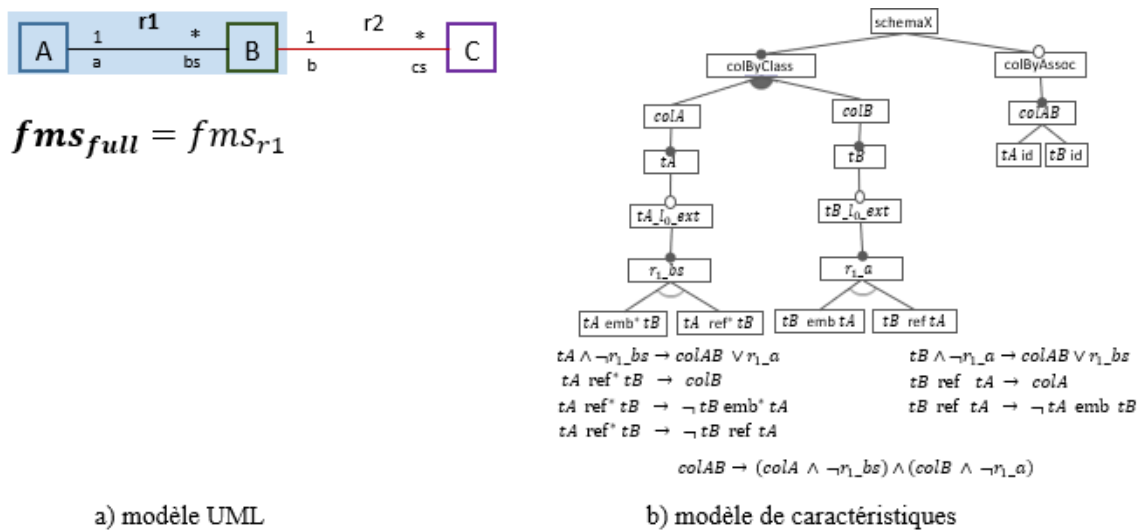 r1
r2
A 1 * B 1 * C
a bs b cs
fms_full = fms_r1
schemaX
colByClass colByAssoc
colA colB colAB
tA tB tA id tB id
tA_l₀_ext tB_l₀_ext
r₁_bs r₁_a
tA emb* tB tA ref* tB tB emb tA tB ref tA
tA ∧ ¬r1_bs → colAB ∨ r1_a
tA ref* tB → colB
tA ref* tB → ¬ tB emb* tA
tA ref* tB → ¬ tB ref tA
tB ∧ ¬r1_a → colAB ∨ r1_bs
tB ref tA → colA
tB ref tA → ¬ tA emb tB
colAB → (colA ∧ ¬r1_bs) ∧ (colB ∧ ¬r1_a)
a) modèle UML
b) modèle de caractéristiques